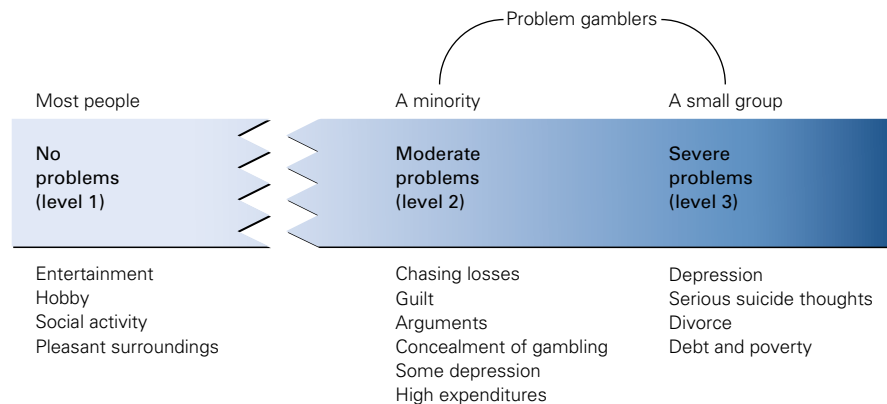 Problem gamblers
Most people
A minority
A small group
No
problems
(level 1)
Moderate
problems
(level 2)
Severe
problems
(level 3)
Entertainment
Hobby
Social activity
Pleasant surroundings
Chasing losses
Guilt
Arguments
Concealment of gambling
Some depression
High expenditures
Depression
Serious suicide thoughts
Divorce
Debt and poverty